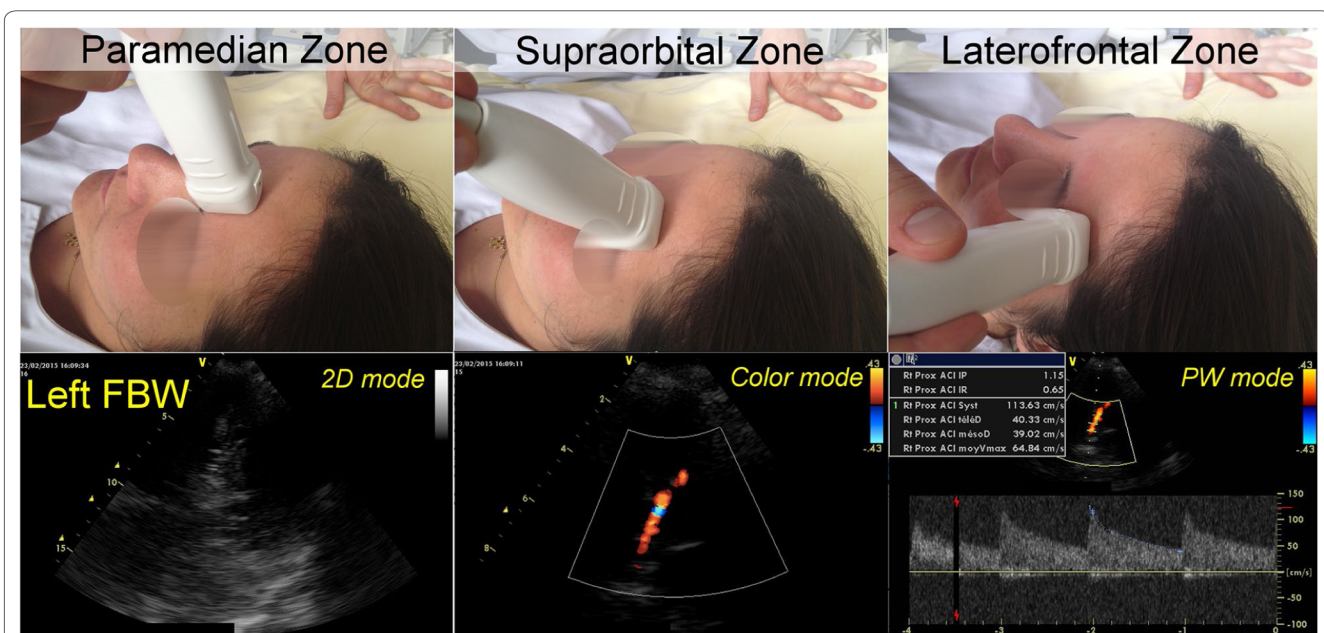 Paramedian Zone
Supraorbital Zone
Laterofrontal Zone
23/02/2015 16:09:34
16
V
Left FBW
2D mode
5
10
15
23/02/2015 16:09:11
15
V
Color mode
.43
-.43
2
4
6
8
V
PW mode
.43
-.43
Rt Prox ACI IP 1.15
Rt Prox ACI IR 0.65
1 Rt Prox ACI Syst 113.63 cm/s
Rt Prox ACI téléD 40.33 cm/s
Rt Prox ACI mésoD 39.02 cm/s
Rt Prox ACI moyVmax 64.84 cm/s
150
100
50
[cm/s]
-50
-100
-4 -3 -2 -1 0